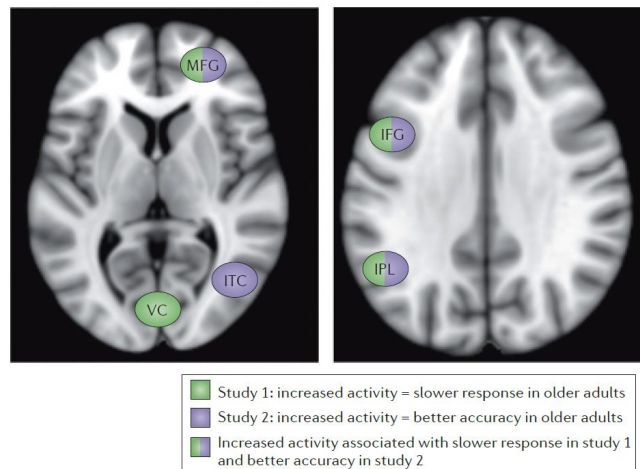 MFG
IFG
ITC
IPL
VC
Study 1: increased activity = slower response in older adults
Study 2: increased activity = better accuracy in older adults
Increased activity associated with slower response in study 1
and better accuracy in study 2